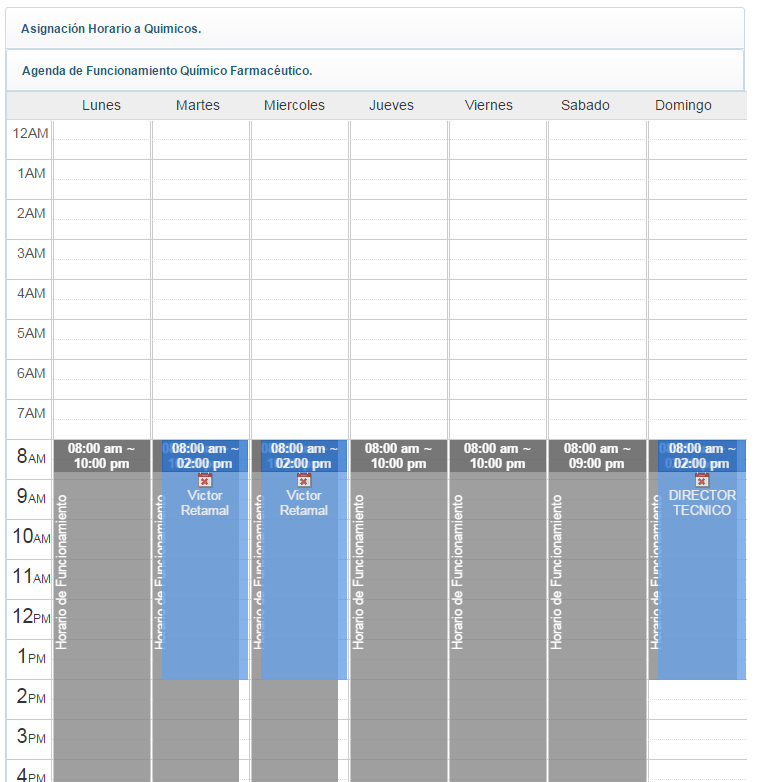 Asignación Horario a Quimicos.
Agenda de Funcionamiento Químico Farmacéutico.
Lunes Martes Miercoles Jueves Viernes Sabado Domingo
12AM
1AM
2AM
3AM
4AM
5AM
6AM
7AM
8AM
08:00 am ~ 08:00 am ~ 08:00 am ~ 08:00 am ~ 08:00 am ~ 08:00 am ~ 08:00 am ~
10:00 pm 02:00 pm 02:00 pm 10:00 pm 10:00 pm 09:00 pm 02:00 pm
9AM
Victor Victor DIRECTOR
Retamal Retamal TECNICO
Horario de Funcionamiento
Horario de Funcionamiento
Horario de Funcionamiento
Horario de Funcionamiento
Horario de Funcionamiento
Horario de Funcionamiento
Horario de Funcionamiento
10AM
11AM
12PM
1PM
2PM
3PM
4PM